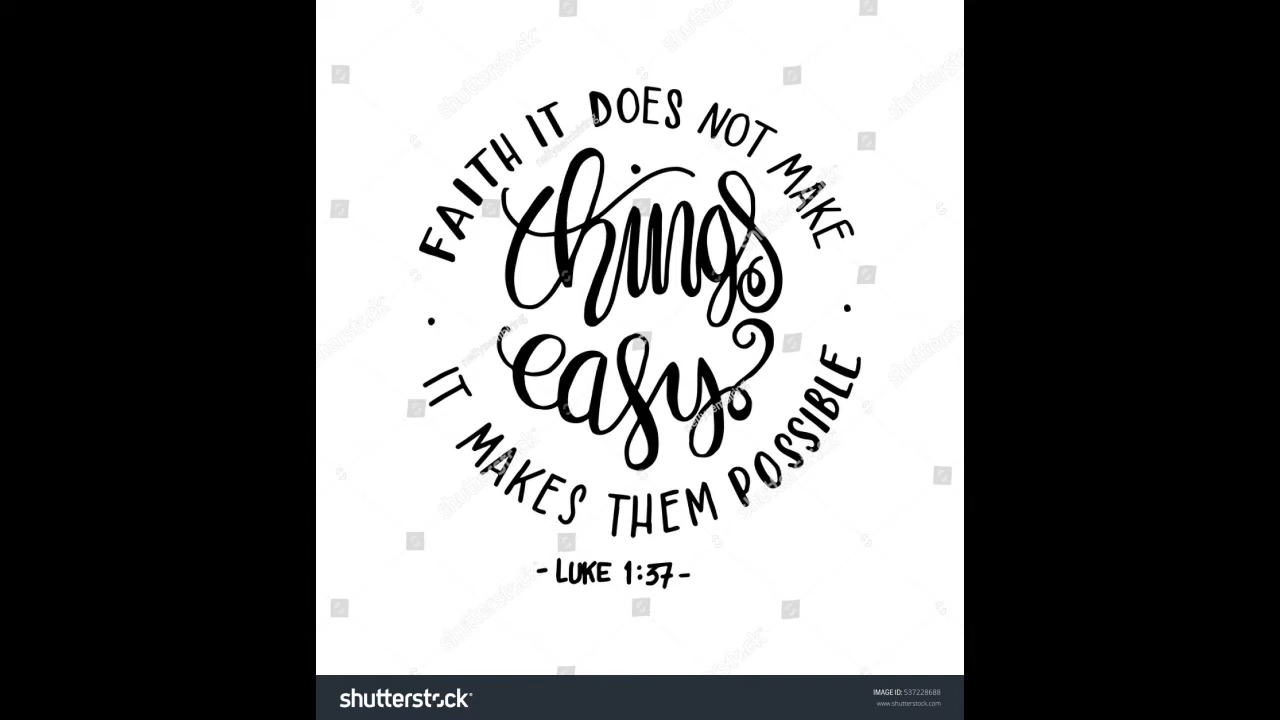 FAITH IT DOES NOT MAKE
things
easy.
IT MAKES THEM POSSIBLE
- LUKE 1:37 -
shutterstock
IMAGE ID: 537228688
www.shutterstock.com